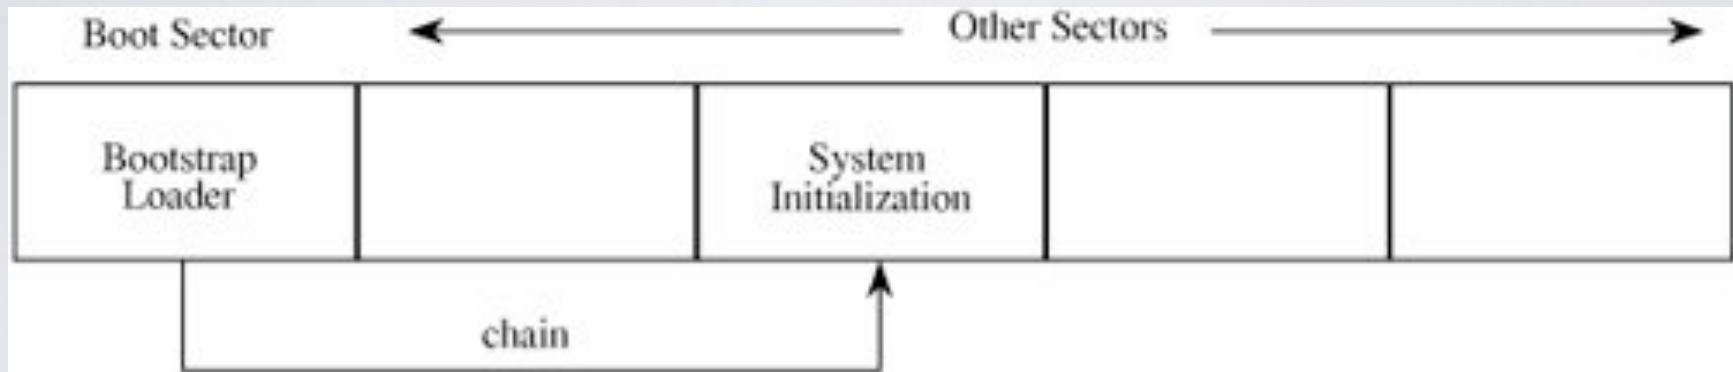 Boot Sector
Other Sectors
Bootstrap
Loader
System
Initialization
chain